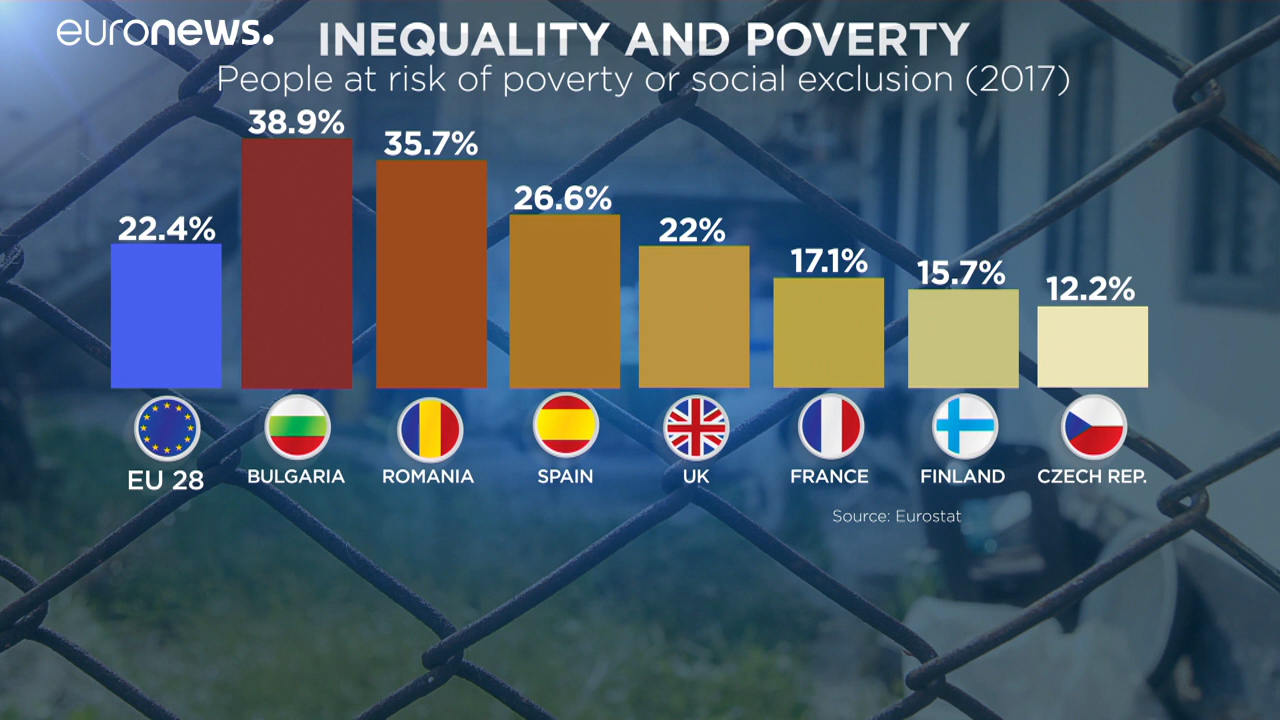 euronews.
INEQUALITY AND POVERTY
People at risk of poverty or social exclusion (2017)
22.4%
38.9%
35.7%
26.6%
22%
17.1%
15.7%
12.2%
EU 28
BULGARIA
ROMANIA
SPAIN
UK
FRANCE
FINLAND
CZECH REP.
Source: Eurostat